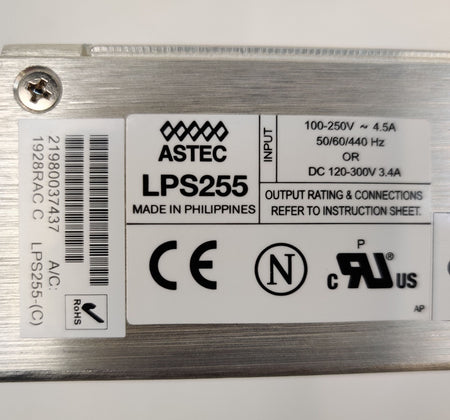 21980037437 A/C:
1928RAC C LPS255-(C)
RoHS
ASTEC
LPS255
MADE IN PHILIPPINES
INPUT
100-250V ~ 4.5A
50/60/440 Hz
OR
DC 120-300V 3.4A
OUTPUT RATING & CONNECTIONS
REFER TO INSTRUCTION SHEET.
CE
N
P
c RU ® US
AP